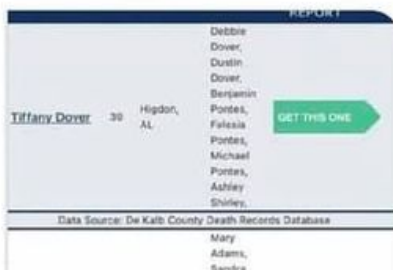 REPORT
Debbie
Dover,
Dustin
Dover,
Benjamin
Tiffany Dover 30 Higdon, AL
Pontes,
Felesia
Pontes,
GET THIS ONE
Michael
Pontes,
Ashley
Shirley,
Data Source: De Kalb County Death Records Database
Mary
Adams,
Sandra